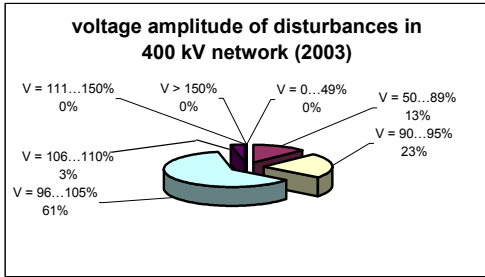 voltage amplitude of disturbances in
400 kV network (2003)
V = 111…150%
0%
V > 150%
0%
V = 0…49%
0%
V = 50…89%
13%
V = 90…95%
23%
V = 106…110%
3%
V = 96…105%
61%